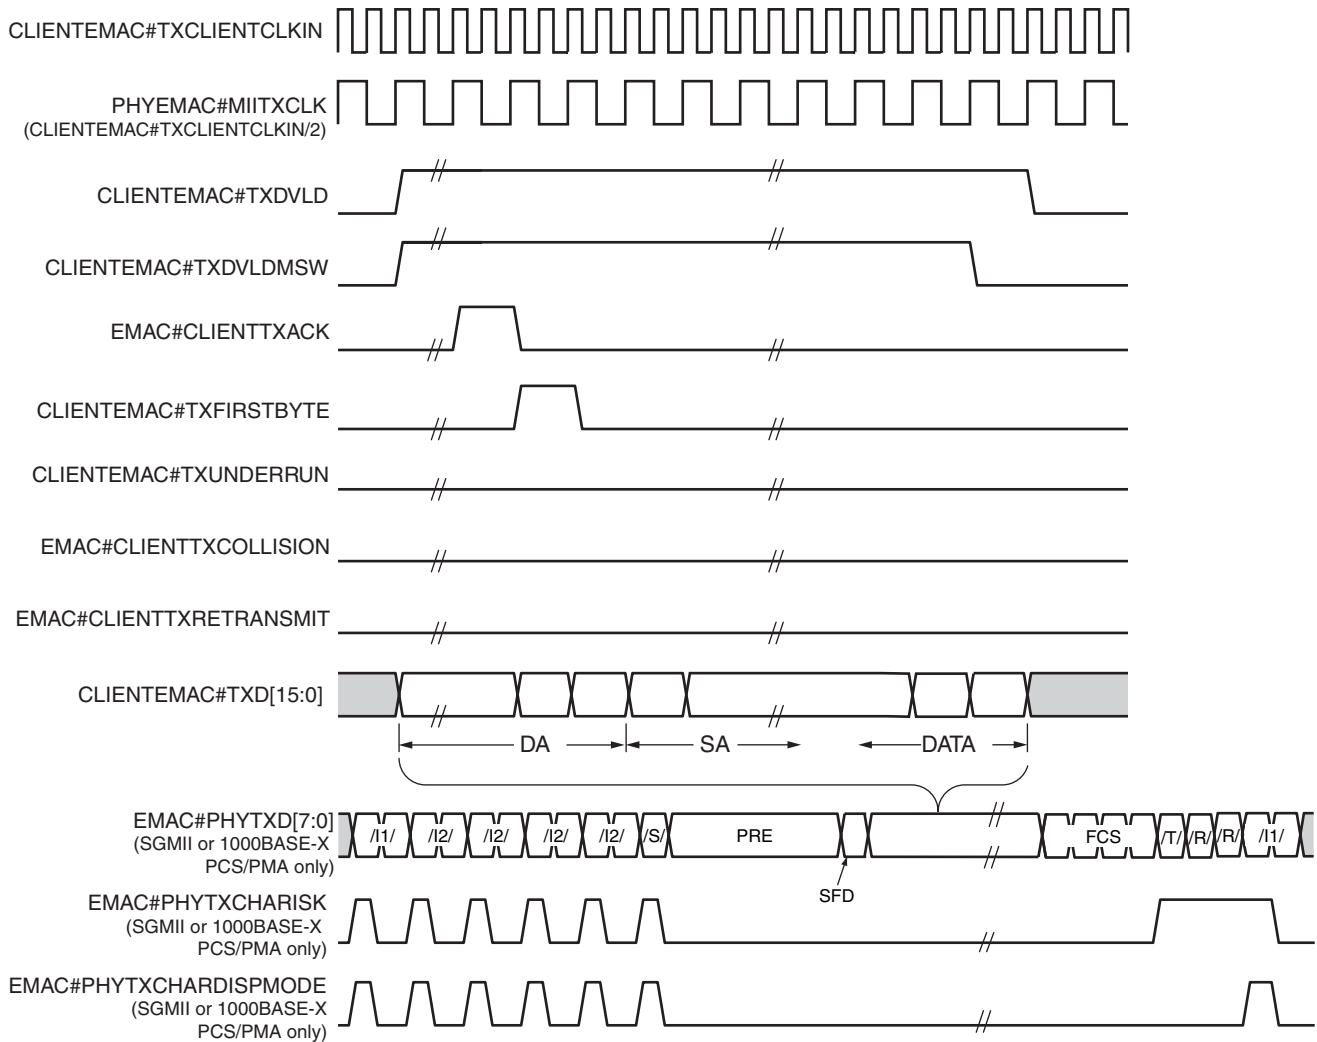 CLIENTEMAC#TXCLIENTCLKIN
PHYEMAC#MIITXCLK
(CLIENTEMAC#TXCLIENTCLKIN/2)
CLIENTEMAC#TXDVLD
CLIENTEMAC#TXDVLDMSW
EMAC#CLIENTTXACK
CLIENTEMAC#TXFIRSTBYTE
CLIENTEMAC#TXUNDERRUN
EMAC#CLIENTTXCOLLISION
EMAC#CLIENTTXRETRANSMIT
CLIENTEMAC#TXD[15:0]
DA SA DATA
EMAC#PHYTXD[7:0]
(SGMII or 1000BASE-X
PCS/PMA only)
/I1/ /I2/ /I2/ /I2/ /I2/ /S/ PRE FCS /T/ /R/ /R/ /I1/
SFD
EMAC#PHYTXCHARISK
(SGMII or 1000BASE-X
PCS/PMA only)
EMAC#PHYTXCHARDISPMODE
(SGMII or 1000BASE-X
PCS/PMA only)